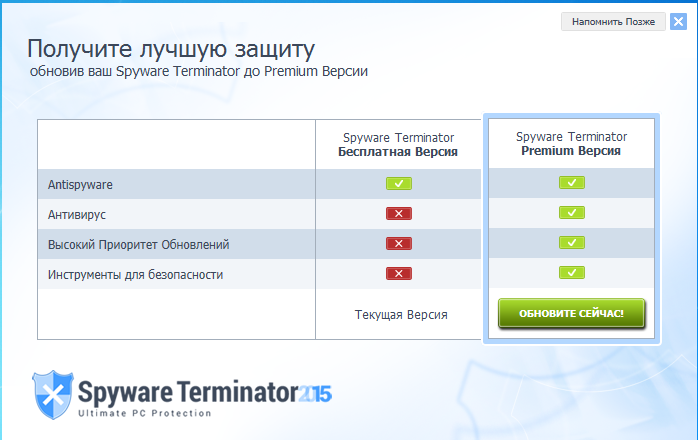 Напомнить Позже
Получите лучшую защиту
обновив ваш Spyware Terminator до Premium Версии
Spyware Terminator
Бесплатная Версия
Spyware Terminator
Premium Версия
Antispyware
Антивирус
Высокий Приоритет Обновлений
Инструменты для безопасности
Текущая Версия
ОБНОВИТЕ СЕЙЧАС!
Spyware Terminator2015
Ultimate PC Protection